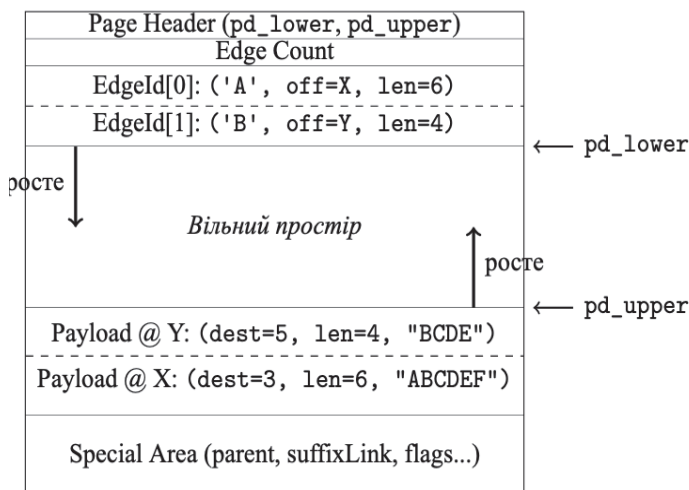 Page Header (pd_lower, pd_upper)
Edge Count
EdgeId[0]: ('A', off=X, len=6)
EdgeId[1]: ('B', off=Y, len=4)
pd_lower
росте
Вільний простір
росте
pd_upper
Payload @ Y: (dest=5, len=4, "BCDE")
Payload @ X: (dest=3, len=6, "ABCDEF")
Special Area (parent, suffixLink, flags...)